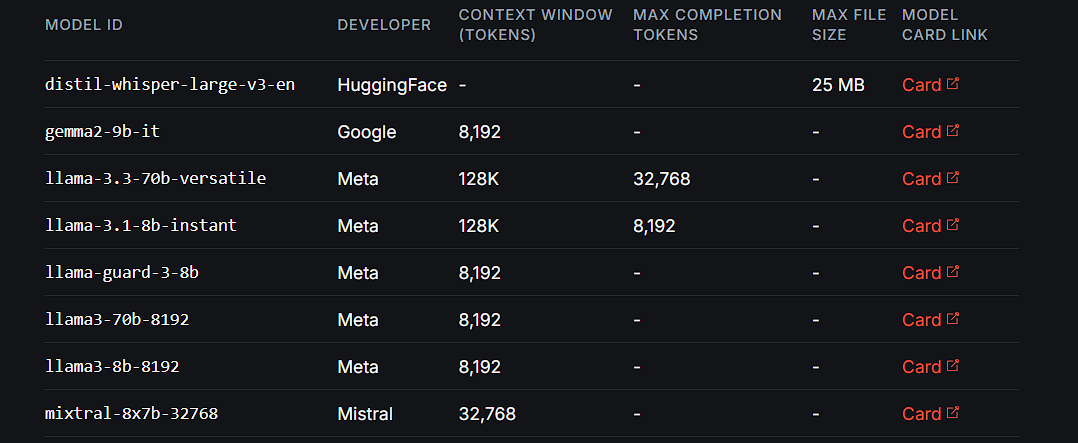 MODEL ID DEVELOPER CONTEXT WINDOW (TOKENS) MAX COMPLETION TOKENS MAX FILE SIZE MODEL CARD LINK
distil-whisper-large-v3-en HuggingFace - - 25 MB Card
gemma2-9b-it Google 8,192 - - Card
llama-3.3-70b-versatile Meta 128K 32,768 - Card
llama-3.1-8b-instant Meta 128K 8,192 - Card
llama-guard-3-8b Meta 8,192 - - Card
llama3-70b-8192 Meta 8,192 - - Card
llama3-8b-8192 Meta 8,192 - - Card
mixtral-8x7b-32768 Mistral 32,768 - - Card